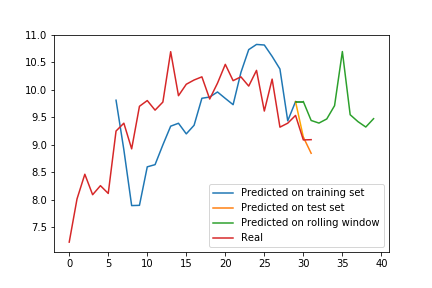 11.0
10.5
10.0
9.5
9.0
8.5
8.0
7.5
Predicted on training set
Predicted on test set
Predicted on rolling window
Real
0 5 10 15 20 25 30 35 40